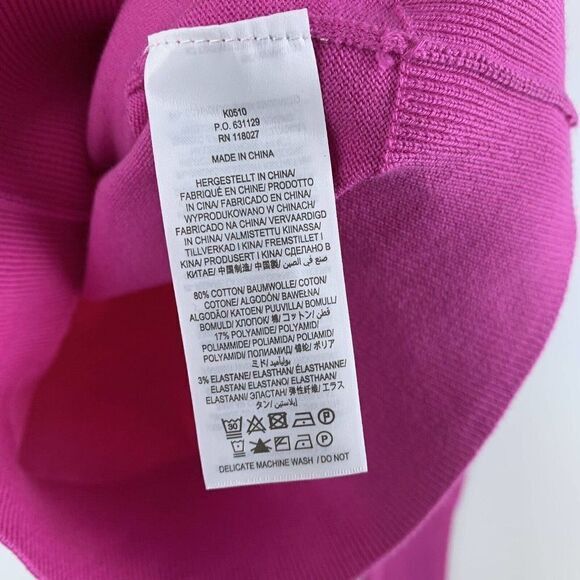 K0510
P.O. 631129
RN 118027
MADE IN CHINA
HERGESTELLT IN CHINA/
FABRIQUÉ EN CHINE/ PRODOTTO
IN CINA/ FABRICADO EN CHINA/
WYPRODUKOWANO W CHINACH/
FABRICADO NA CHINA/ VERVAARDIGD
IN CHINA/ VALMISTETTU KIINASSA/
TILLVERKAD I KINA/ FREMSTILLET I
KINA/ PRODUSERT I KINA/ СДЕЛАНО В
КИТАЕ/ 中国制造/ 中国製/ صنع في الصين
80% COTTON/ BAUMWOLLE/ COTON/
COTONE/ ALGODÓN/ BAWEŁNA/
ALGODÃO/ KATOEN/ PUUVILLA/ BOMULL/
BOMULD/ ХЛОПОК/ 棉/ コットン/ قطن
17% POLYAMIDE/ POLYAMID/
POLIAMMIDE/ POLIAMIDA/ POLIAMID/
POLYAMIDI/ ПОЛИАМИД/ 锦纶/ ポリア
ミド/ بولياميد
3% ELASTANE/ ELASTHAN/ ÉLASTHANNE/
ELASTAN/ ELASTANO/ ELASTHAAN/
ELASTAANI/ ЭЛАСТАН/ 弹性纤维/ エラス
タン/ إيلاستين
30 P
P
DELICATE MACHINE WASH / DO NOT